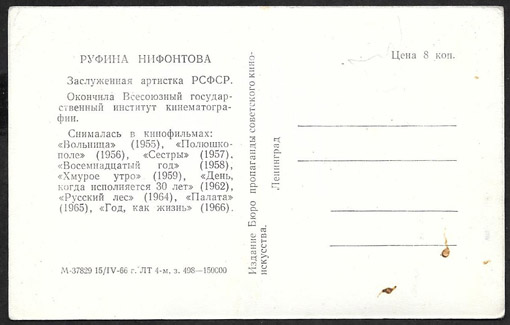 РУФИНА НИФОНТОВА
Заслуженная артистка РСФСР.
Окончила Всесоюзный государ-
ственный институт кинематогра-
фии.
Снималась в кинофильмах:
«Вольница» (1955), «Полюшко-
поле» (1956), «Сестры» (1957),
«Восемнадцатый год» (1958),
«Хмурое утро» (1959), «День,
когда исполняется 30 лет» (1962),
«Русский лес» (1964), «Палата»
(1965), «Год, как жизнь» (1966).
М-37829 15/IV-66 г. ЛТ 4-м. з. 498—150000
Издание Бюро пропаганды советского кино-
искусства.
Ленинград
Цена 8 коп.